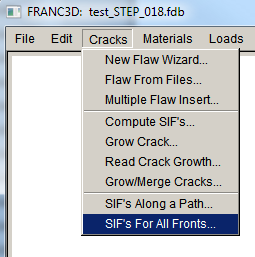 FRANC3D: test_STEP_018.fdb
File Edit Cracks Materials Loads
New Flaw Wizard...
Flaw From Files...
Multiple Flaw Insert...
Compute SIF's...
Grow Crack...
Read Crack Growth...
Grow/Merge Cracks...
SIF's Along a Path...
SIF's For All Fronts...